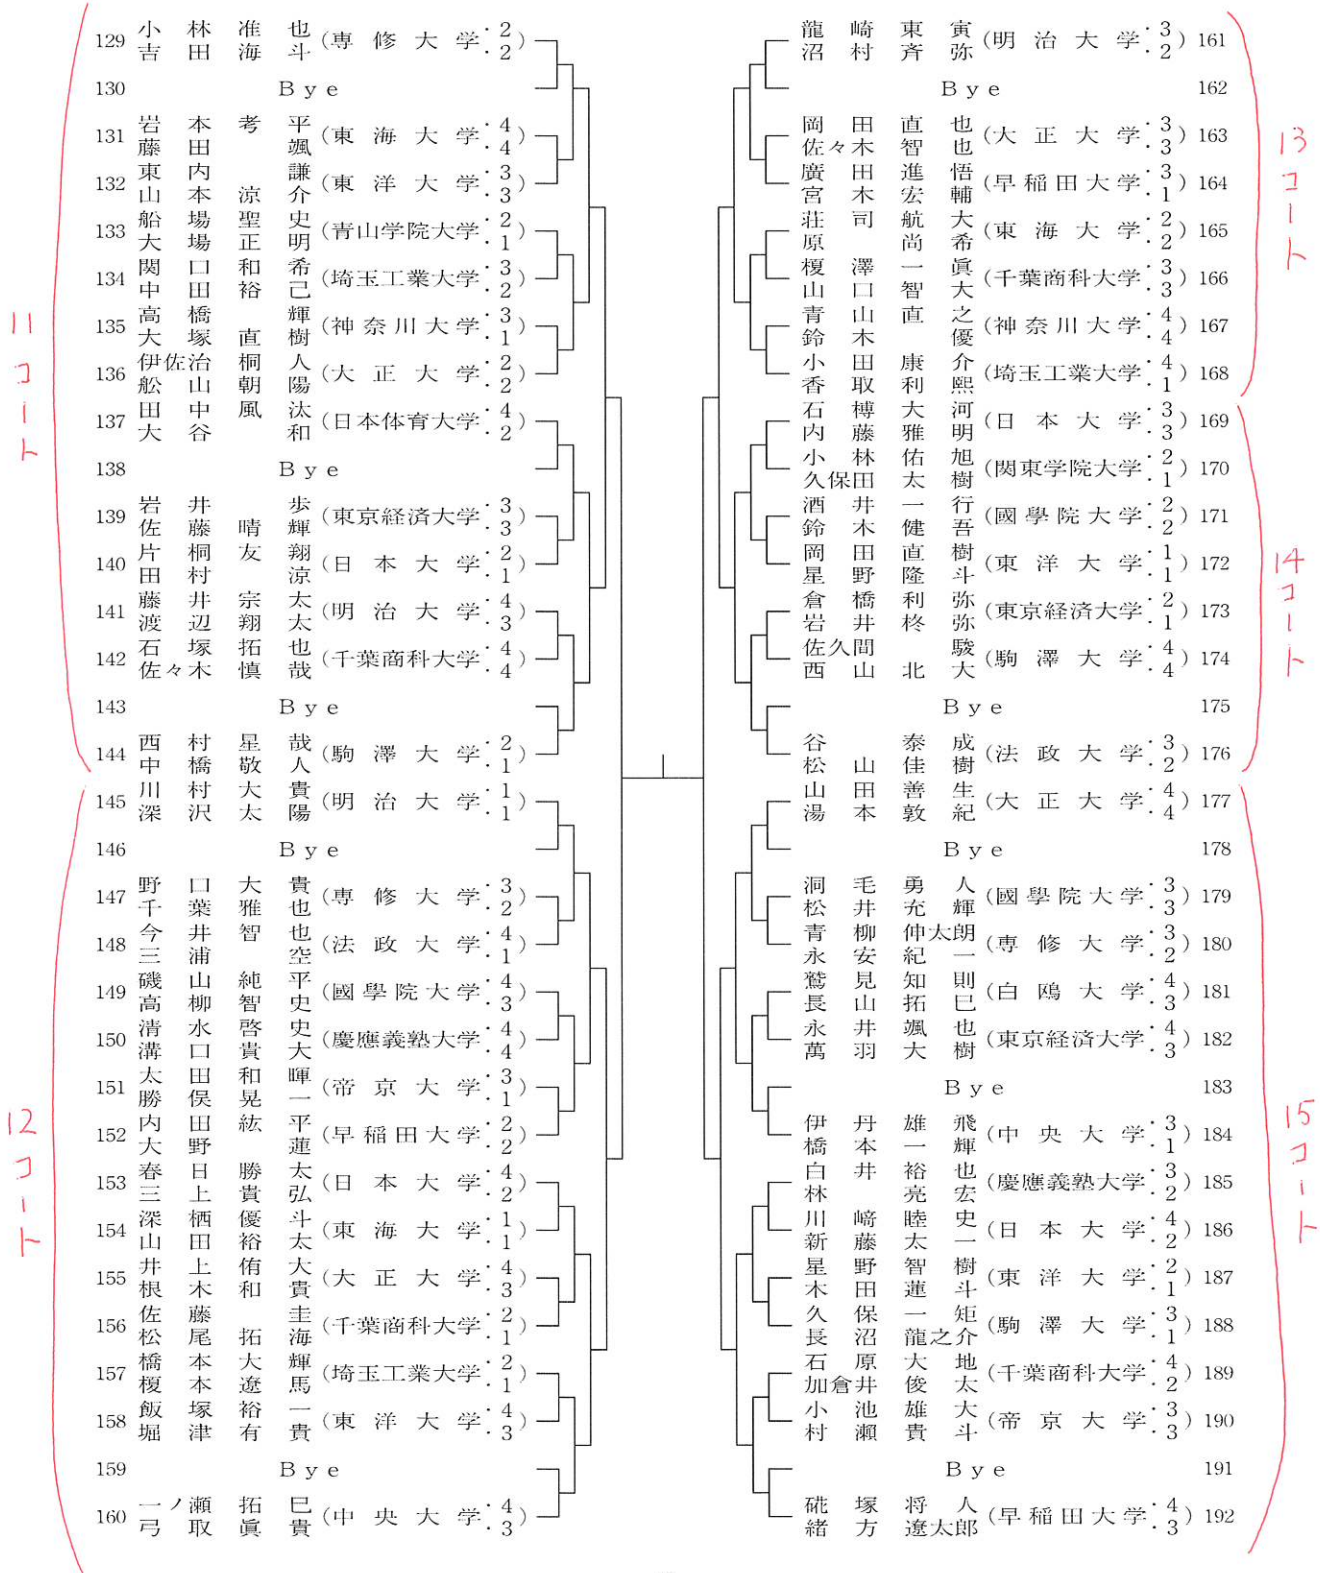 11コート
129 小林准也 (専修大学・2)
吉田海斗 ・2
130 Bye
131 岩本考平 (東海大学・4)
藤田颯 ・4
132 東内謙 (東洋大学・3)
山本涼介 ・3
133 船場聖史 (青山学院大学・2)
大場正明 ・1
134 関口和希 (埼玉工業大学・3)
中田裕己 ・2
135 高橋輝 (神奈川大学・3)
大塚直樹 ・1
136 伊佐治桐人 (大正大学・2)
舩山朝陽 ・2
137 田中風汰 (日本体育大学・4)
大谷和 ・2
138 Bye
139 岩井歩 (東京経済大学・3)
佐藤晴輝 ・3
140 片桐友翔 (日本大学・2)
田村涼 ・1
141 藤井宗太 (明治大学・4)
渡辺翔太 ・3
142 石塚拓也 (千葉商科大学・4)
佐々木慎哉 ・4
143 Bye
144 西村星哉 (駒澤大学・2)
中橋敬人 ・1
12コート
145 川村大貴 (明治大学・1)
深沢太陽 ・1
146 Bye
147 野口大貴 (専修大学・3)
千葉雅也 ・2
148 今井智也 (法政大学・4)
三浦空 ・1
149 磯山純平 (國學院大学・4)
高柳智史 ・3
150 清水啓史 (慶應義塾大学・4)
溝口貴大 ・4
151 太田和暉 (帝京大学・3)
勝俣晃一 ・1
152 内田紘平 (早稲田大学・2)
大野蓮 ・2
153 春日勝太 (日本大学・4)
三上貴弘 ・2
154 深栖優斗 (東海大学・1)
山田裕太 ・1
155 井上侑大 (大正大学・4)
根木和貴 ・3
156 佐藤圭 (千葉商科大学・2)
松尾拓海 ・1
157 橋本大輝 (埼玉工業大学・2)
榎本遼馬 ・1
158 飯塚裕一 (東洋大学・4)
堀津有貴 ・3
159 Bye
160 一ノ瀬拓巳 (中央大学・4)
弓取眞貴 ・3
13コート
龍崎東寅 (明治大学・3) 161
沼村斉弥 ・2
Bye 162
岡田直也 (大正大学・3) 163
佐々木智也 ・3
廣田進悟 (早稲田大学・3) 164
宮木宏輔 ・1
荘司航大 (東海大学・2) 165
原尚希 ・2
榎澤一眞 (千葉商科大学・3) 166
山口智大 ・3
青山直之 (神奈川大学・4) 167
鈴木優 ・4
小田康介 (埼玉工業大学・4) 168
香取利熙 ・1
14コート
石榑大河 (日本大学・3) 169
内藤雅明 ・3
小林佑旭 (関東学院大学・2) 170
久保田太樹 ・1
酒井一行 (國學院大学・2) 171
鈴木健吾 ・2
岡田直樹 (東洋大学・1) 172
星野隆斗 ・1
倉橋利弥 (東京経済大学・2) 173
岩井柊弥 ・1
佐久間駿 (駒澤大学・4) 174
西山北大 ・4
Bye 175
谷泰成 (法政大学・3) 176
松山佳樹 ・2
15コート
山田善生 (大正大学・4) 177
湯本敦紀 ・4
Bye 178
洞毛勇人 (國學院大学・3) 179
松井充輝 ・3
青柳伸太朗 (専修大学・3) 180
永安紀一 ・2
鷲見知則 (白鴎大学・4) 181
長山拓巳 ・3
永井颯也 (東京経済大学・4) 182
萬羽大樹 ・3
Bye 183
伊丹雄飛 (中央大学・3) 184
橋本一輝 ・1
白井裕也 (慶應義塾大学・3) 185
林亮宏 ・2
川﨑睦史 (日本大学・4) 186
新藤太一 ・2
星野智樹 (東洋大学・2) 187
木田蓮斗 ・1
久保一矩 (駒澤大学・3) 188
長沼龍之介 ・1
石原大地 (千葉商科大学・4) 189
加倉井俊太 ・2
小池雄大 (帝京大学・3) 190
村瀬貴斗 ・3
Bye 191
硴塚将人 (早稲田大学・4) 192
緒方遼太郎 ・3